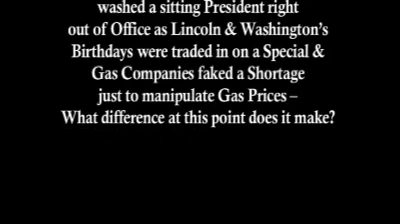 washed a sitting President right
out of Office as Lincoln & Washington's
Birthdays were traded in on a Special &
Gas Companies faked a Shortage
just to manipulate Gas Prices –
What difference at this point does it make?